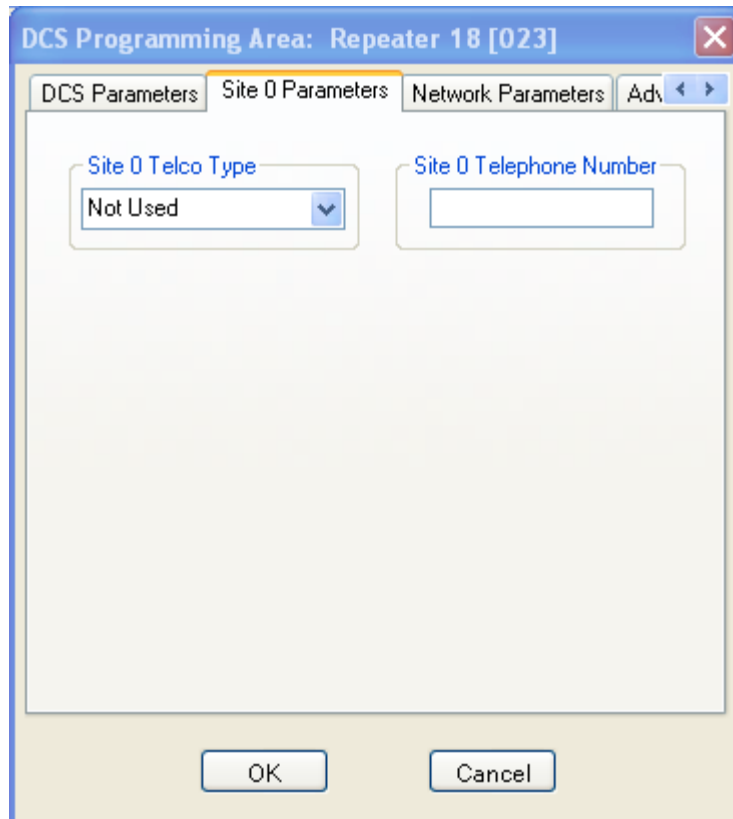 DCS Programming Area: Repeater 18 [023]
DCS Parameters Site 0 Parameters Network Parameters
Site 0 Telco Type Site 0 Telephone Number
Not Used
OK Cancel